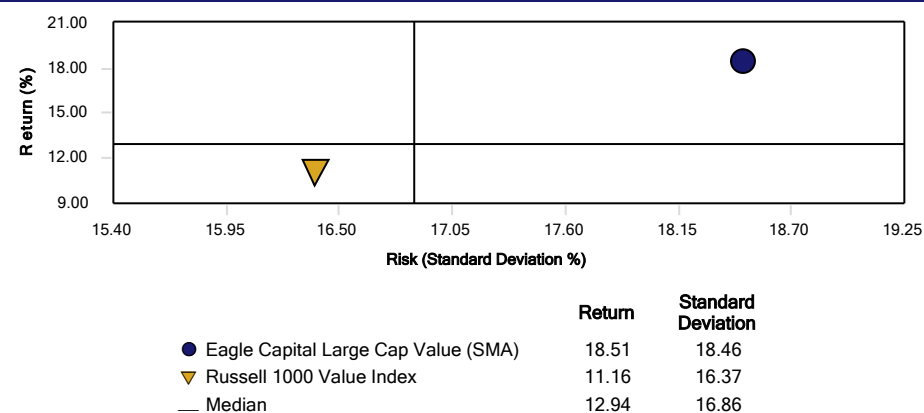 21.00
18.00
15.00
12.00
9.00
Return (%)
15.40 15.95 16.50 17.05 17.60 18.15 18.70 19.25
Risk (Standard Deviation %)
Return Standard Deviation
Eagle Capital Large Cap Value (SMA) 18.51 18.46
Russell 1000 Value Index 11.16 16.37
Median 12.94 16.86